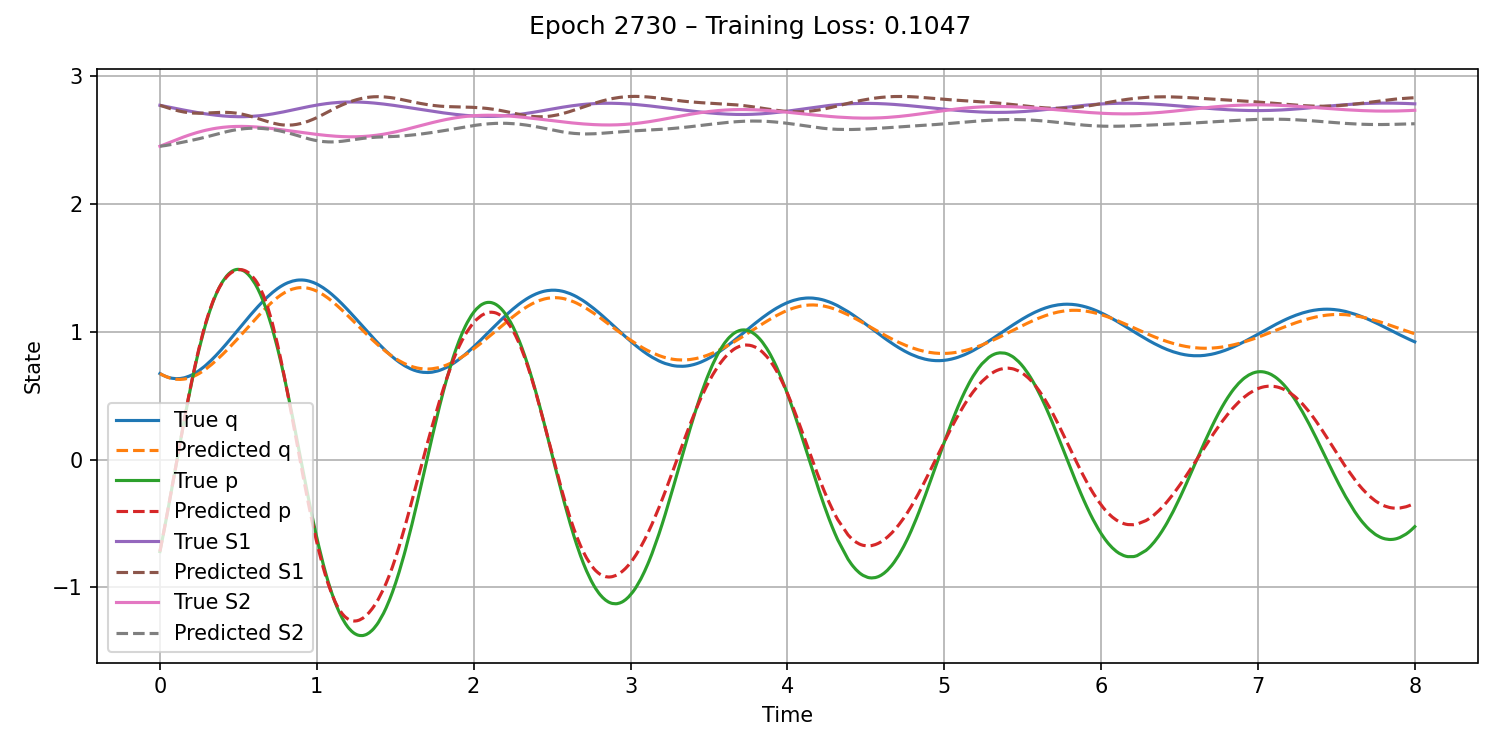 Epoch 2730 – Training Loss: 0.1047
3
2
1
0
−1
State
True q
Predicted q
True p
Predicted p
True S1
Predicted S1
True S2
Predicted S2
0 1 2 3 4 5 6 7 8
Time